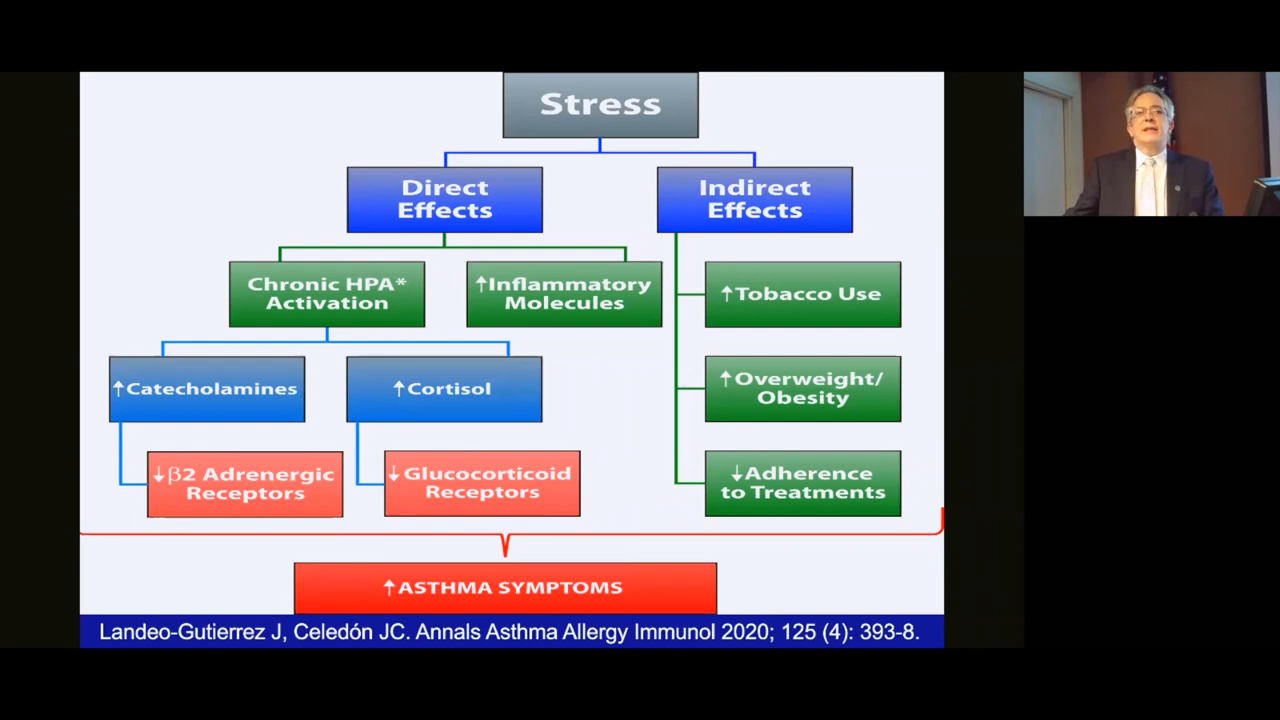 Stress
Direct
Effects
Indirect
Effects
Chronic HPA*
Activation
↑Inflammatory
Molecules
↑Tobacco Use
↑Catecholamines
↑Cortisol
↑Overweight/
Obesity
↓β2 Adrenergic
Receptors
↓Glucocorticoid
Receptors
↓Adherence
to Treatments
↑ASTHMA SYMPTOMS
Landeo-Gutierrez J, Celedón JC. Annals Asthma Allergy Immunol 2020; 125 (4): 393-8.